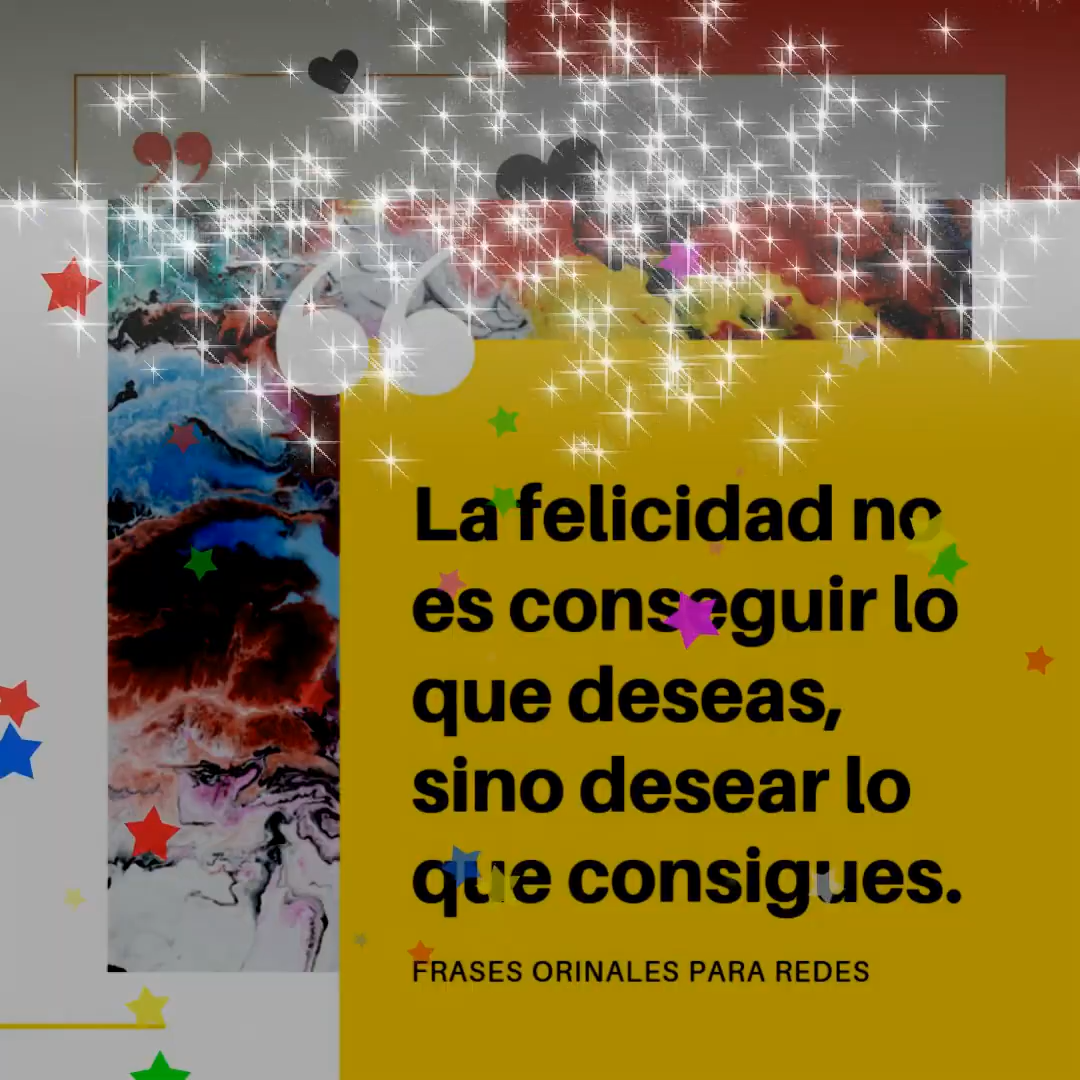 La felicidad no
es conseguir lo
que deseas,
sino desear lo
que consigues.
FRASES ORINALES PARA REDES